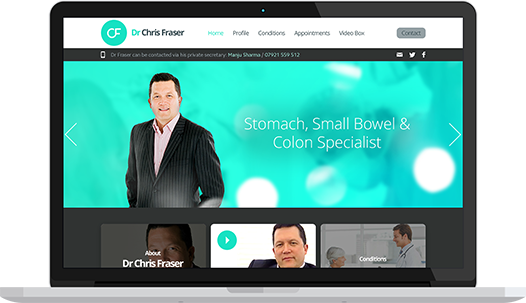 CF Dr Chris Fraser
Home Profile Conditions Appointments Video Box Contact
Dr Fraser can be contacted via his private secretary: Manju Sharma / 07921 559 512
Stomach, Small Bowel &
Colon Specialist
About
Dr Chris Fraser
Conditions